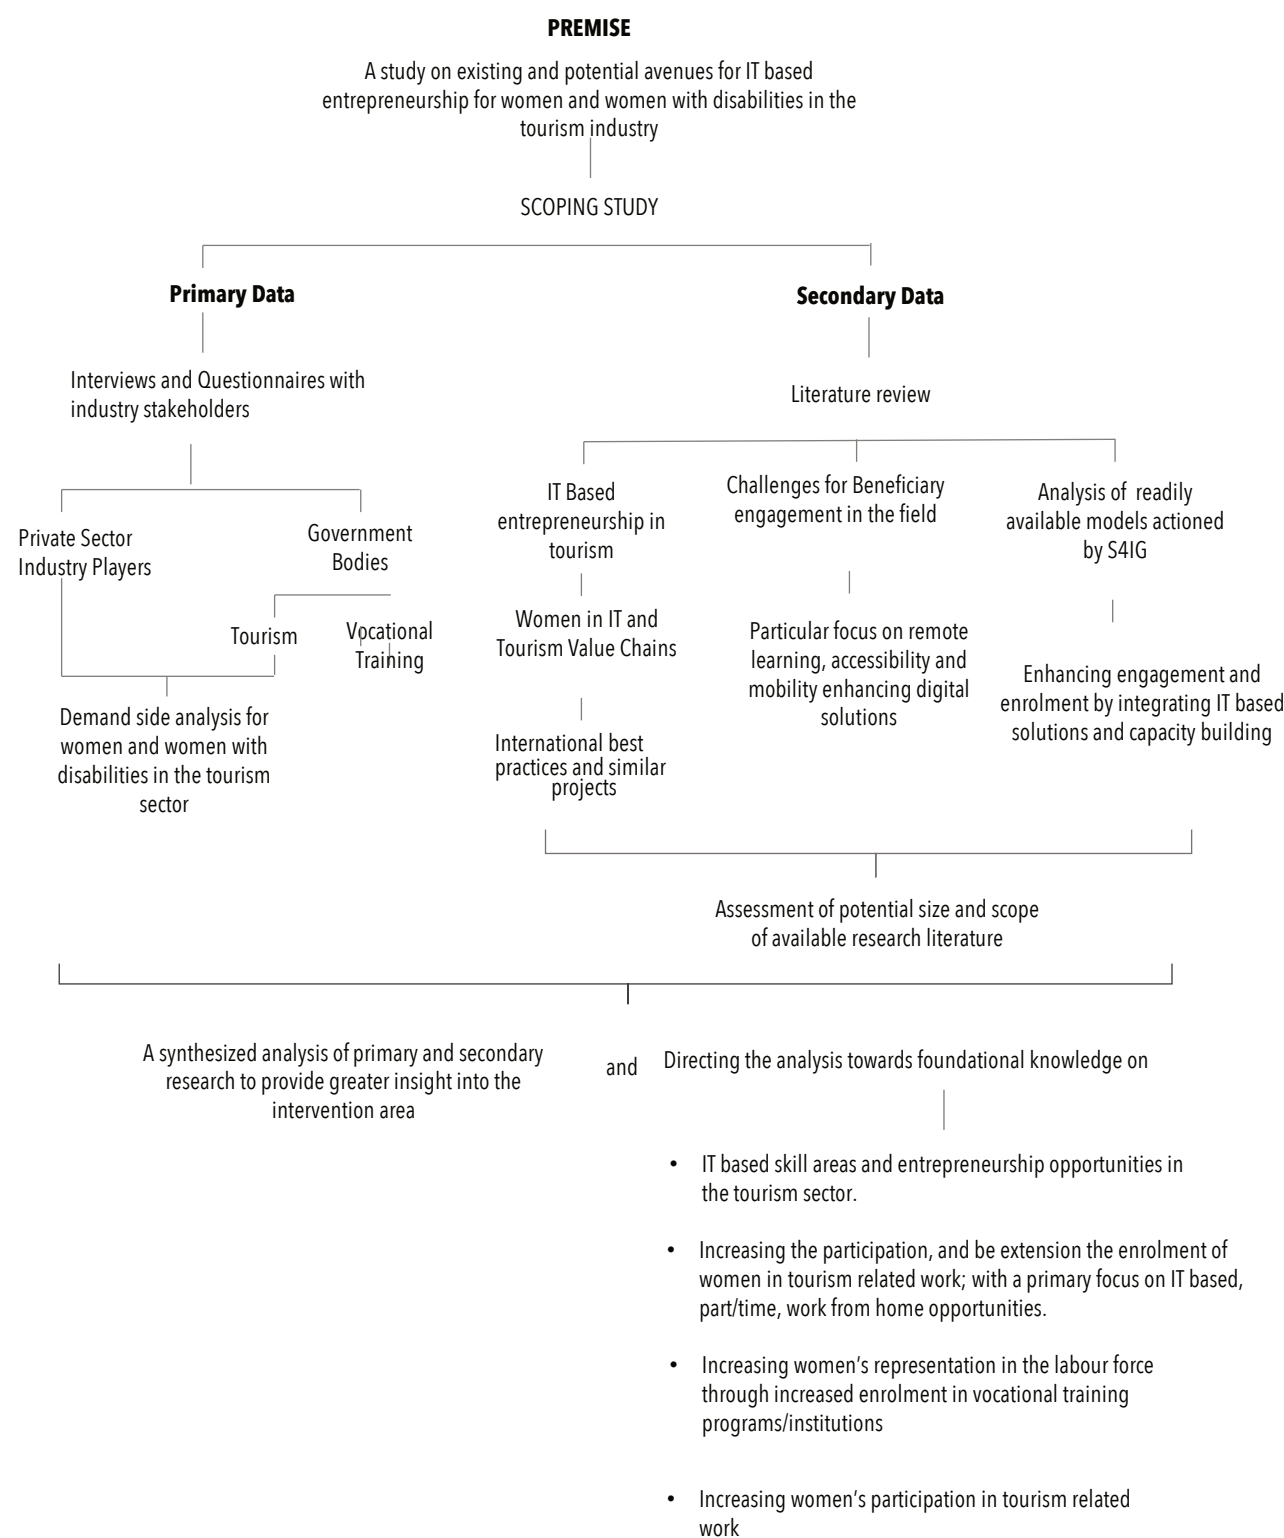 PREMISE
A study on existing and potential avenues for IT based
entrepreneurship for women and women with disabilities in the
tourism industry
SCOPING STUDY
Primary Data
Interviews and Questionnaires with
industry stakeholders
Private Sector
Industry Players
Government
Bodies
Tourism
Vocational
Training
Demand side analysis for
women and women with
disabilities in the tourism
sector
Secondary Data
Literature review
IT Based
entrepreneurship in
tourism
Women in IT and
Tourism Value Chains
International best
practices and similar
projects
Challenges for Beneficiary
engagement in the field
Particular focus on remote
learning, accessibility and
mobility enhancing digital
solutions
Analysis of  readily
available models actioned
by S4IG
Enhancing engagement and
enrolment by integrating IT based
solutions and capacity building
Assessment of potential size and scope
of available research literature
A synthesized analysis of primary and secondary
research to provide greater insight into the
intervention area
and
Directing the analysis towards foundational knowledge on
• IT based skill areas and entrepreneurship opportunities in
the tourism sector.
• Increasing the participation, and be extension the enrolment of
women in tourism related work; with a primary focus on IT based,
part/time, work from home opportunities.
• Increasing women's representation in the labour force
through increased enrolment in vocational training
programs/institutions
• Increasing women's participation in tourism related
work